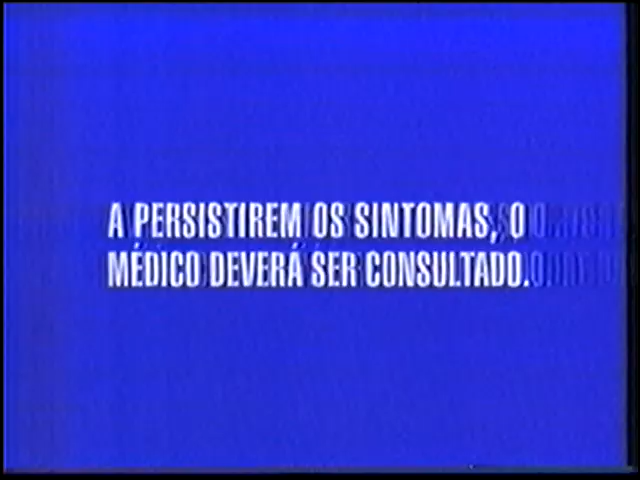 A PERSISTIREM OS SINTOMAS, O
MÉDICO DEVERÁ SER CONSULTADO.